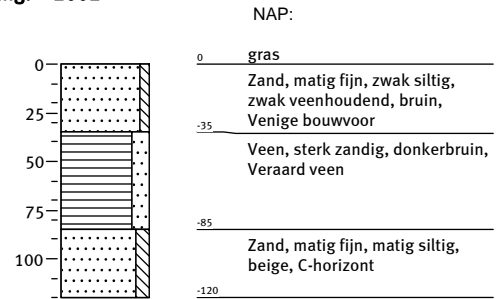 NAP:
0 gras
Zand, matig fijn, zwak siltig,
zwak veenhoudend, bruin,
Venige bouwvoor
-35
Veen, sterk zandig, donkerbruin,
Veraard veen
-85
Zand, matig fijn, matig siltig,
beige, C-horizont
-120
0
25
50
75
100